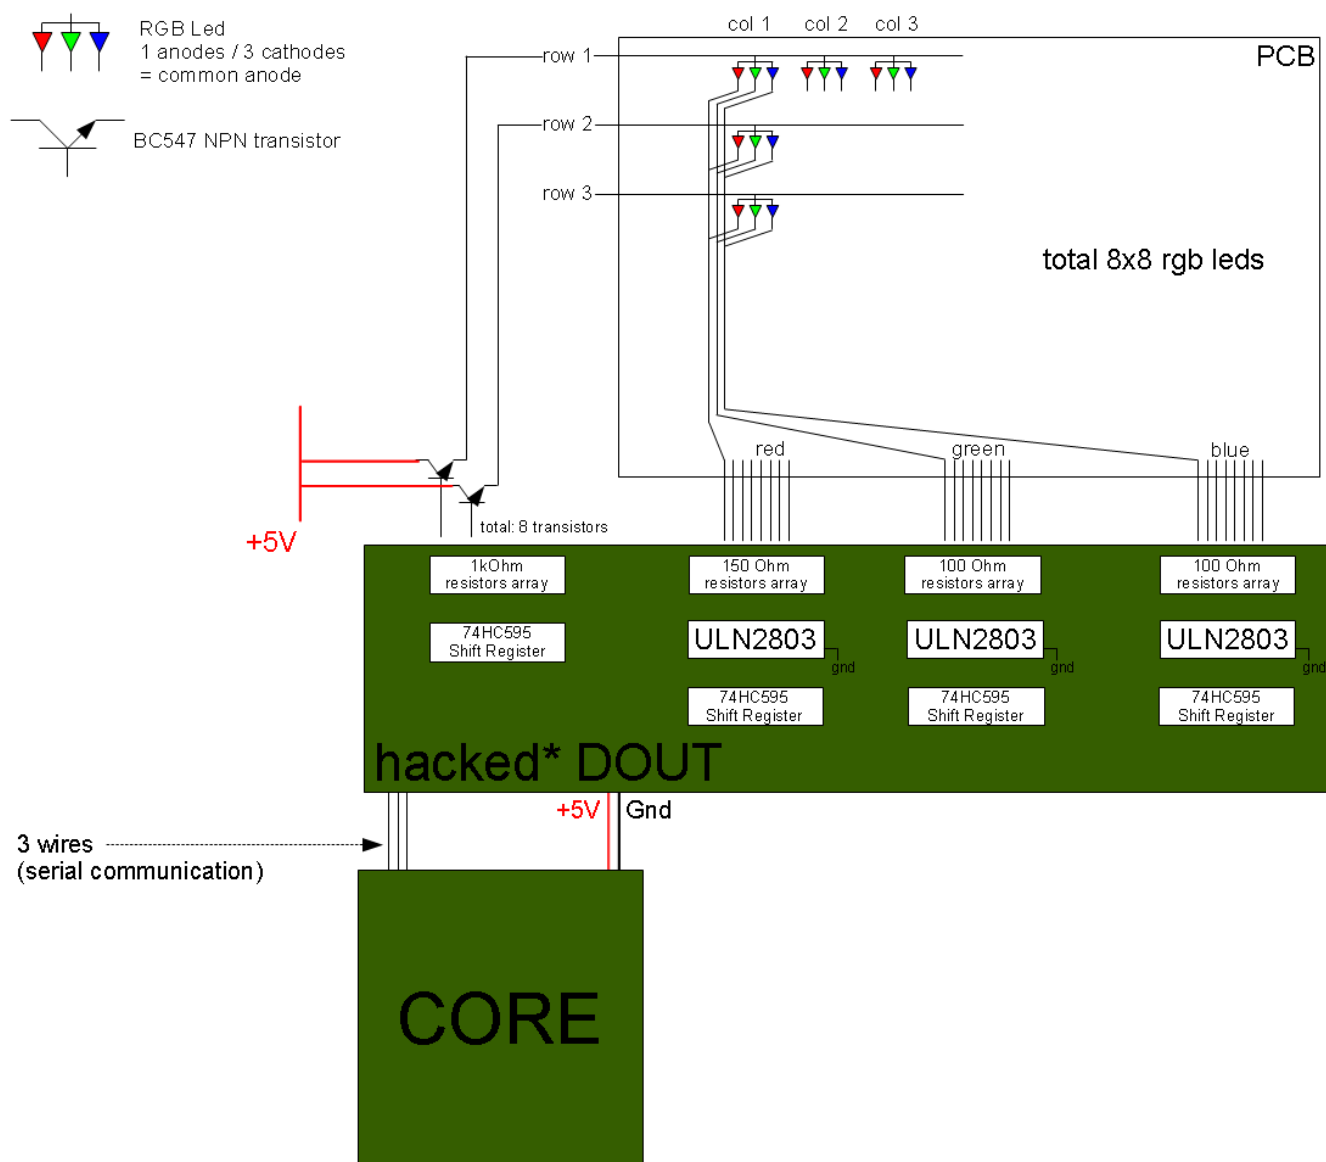 RGB Led
1 anodes / 3 cathodes
= common anode
BC547 NPN transistor
col 1 col 2 col 3
PCB
row 1
row 2
row 3
total 8x8 rgb leds
red green blue
+5V
total: 8 transistors
1kOhm
resistors array
150 Ohm
resistors array
100 Ohm
resistors array
100 Ohm
resistors array
74HC595
Shift Register
ULN2803
gnd
ULN2803
gnd
ULN2803
gnd
74HC595
Shift Register
74HC595
Shift Register
74HC595
Shift Register
hacked* DOUT
+5V Gnd
3 wires
(serial communication)
CORE